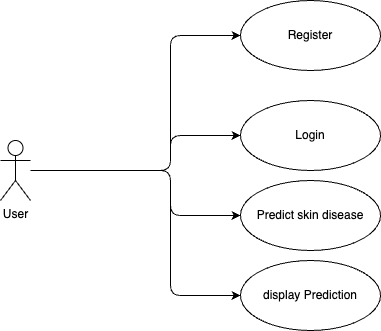 Register
Login
User
Predict skin disease
display Prediction